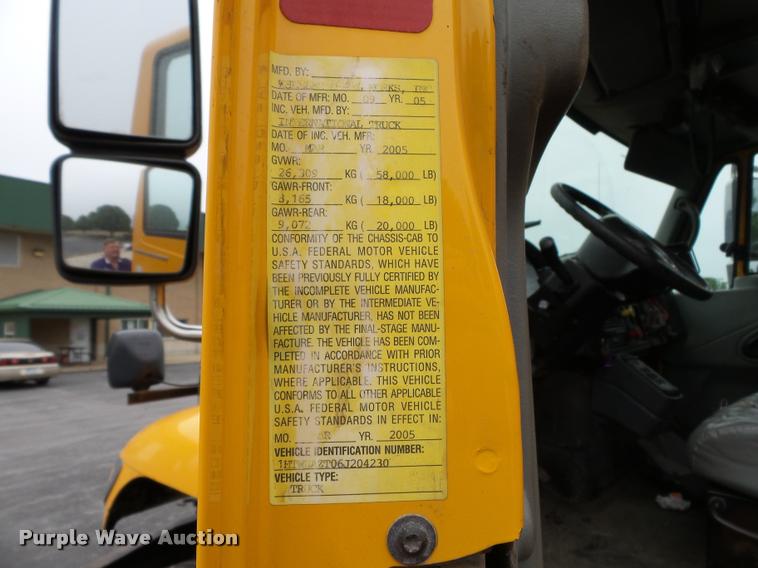 MFD. BY:
WORKS, INC
DATE OF MFR: MO. 09 YR. 05
INC. VEH. MFD. BY:
INTERNATIONAL TRUCK
DATE OF INC. VEH. MFR:
MO. MAR YR. 2005
GVWR:
26,309 KG ( 58,000 LB)
GAWR-FRONT:
8,165 KG ( 18,000 LB)
GAWR-REAR:
9,072 KG ( 20,000 LB)
CONFORMITY OF THE CHASSIS-CAB TO
U.S.A. FEDERAL MOTOR VEHICLE
SAFETY STANDARDS, WHICH HAVE
BEEN PREVIOUSLY FULLY CERTIFIED BY
THE INCOMPLETE VEHICLE MANUFAC-
TURER OR BY THE INTERMEDIATE VE-
HICLE MANUFACTURER, HAS NOT BEEN
AFFECTED BY THE FINAL-STAGE MANU-
FACTURE. THE VEHICLE HAS BEEN COM-
PLETED IN ACCORDANCE WITH PRIOR
MANUFACTURER'S INSTRUCTIONS,
WHERE APPLICABLE. THIS VEHICLE
CONFORMS TO ALL OTHER APPLICABLE
U.S.A. FEDERAL MOTOR VEHICLE
SAFETY STANDARDS IN EFFECT IN:
MO. YR. 2005
VEHICLE IDENTIFICATION NUMBER:
VEHICLE TYPE:
TRUCK
Purple Wave Auction